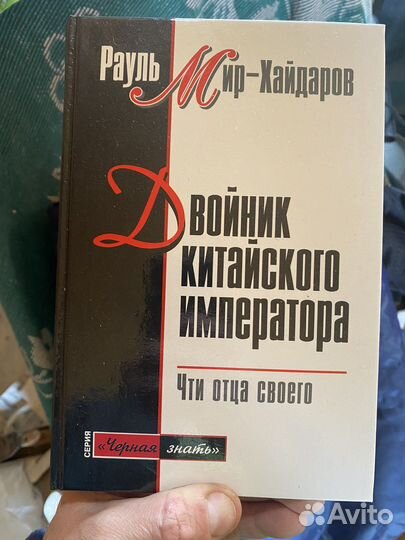 Рауль Мир-Хайдаров
Двойник
китайского
императора
Чти отца своего
СЕРИЯ
«Черная знать»
Avito